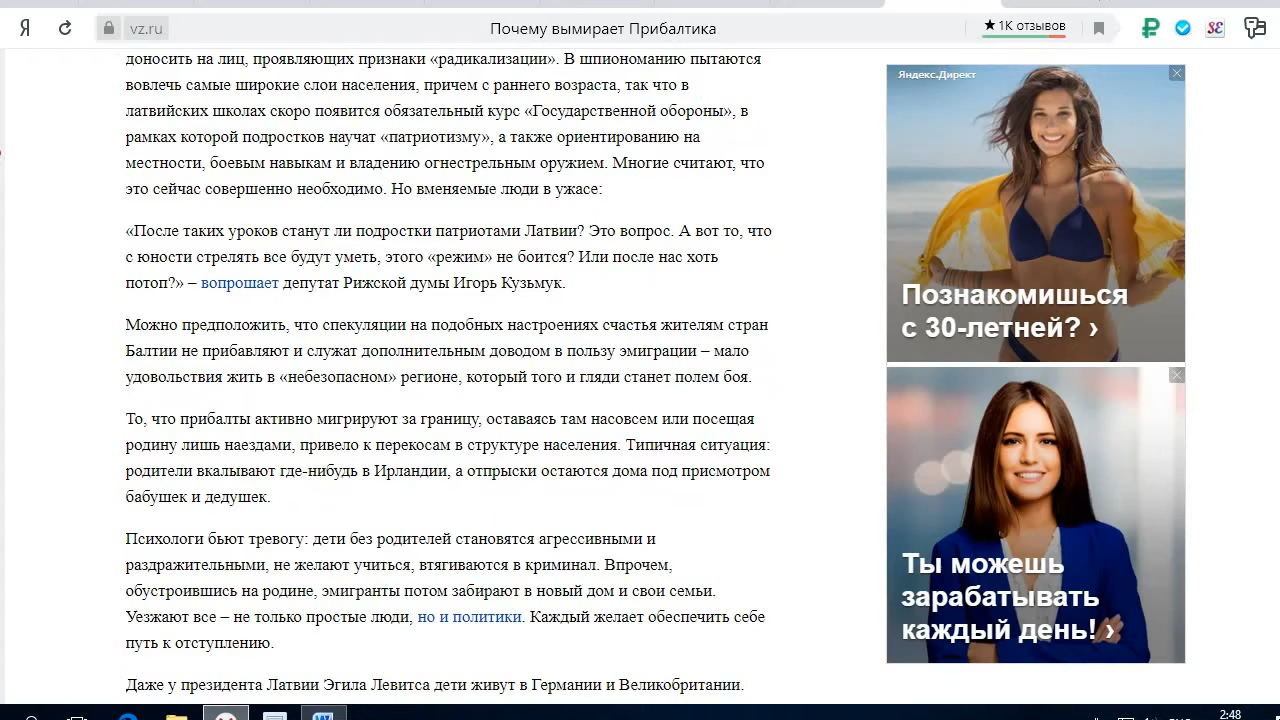 Я
vz.ru
Почему вымирает Прибалтика
★ 1К отзывов
доносить на лиц, проявляющих признаки «радикализации». В шпиономанию пытаются
вовлечь самые широкие слои населения, причем с раннего возраста, так что в
латвийских школах скоро появится обязательный курс «Государственной обороны», в
рамках которой подростков научат «патриотизму», а также ориентированию на
местности, боевым навыкам и владению огнестрельным оружием. Многие считают, что
это сейчас совершенно необходимо. Но вменяемые люди в ужасе:
«После таких уроков станут ли подростки патриотами Латвии? Это вопрос. А вот то, что
с юности стрелять все будут уметь, этого «режим» не боится? Или после нас хоть
потоп?» – вопрошает депутат Рижской думы Игорь Кузьмук.
Можно предположить, что спекуляции на подобных настроениях счастья жителям стран
Балтии не прибавляют и служат дополнительным доводом в пользу эмиграции – мало
удовольствия жить в «небезопасном» регионе, который того и гляди станет полем боя.
То, что прибалты активно мигрируют за границу, оставаясь там насовсем или посещая
родину лишь наездами, привело к перекосам в структуре населения. Типичная ситуация:
родители вкалывают где-нибудь в Ирландии, а отпрыски остаются дома под присмотром
бабушек и дедушек.
Психологи бьют тревогу: дети без родителей становятся агрессивными и
раздражительными, не желают учиться, втягиваются в криминал. Впрочем,
обустроившись на родине, эмигранты потом забирают в новый дом и свои семьи.
Уезжают все – не только простые люди, но и политики. Каждый желает обеспечить себе
путь к отступлению.
Даже у президента Латвии Эгила Левитса дети живут в Германии и Великобритании.
Яндекс.Директ
Познакомишься
с 30-летней? ›
Ты можешь
зарабатывать
каждый день! ›
2:48